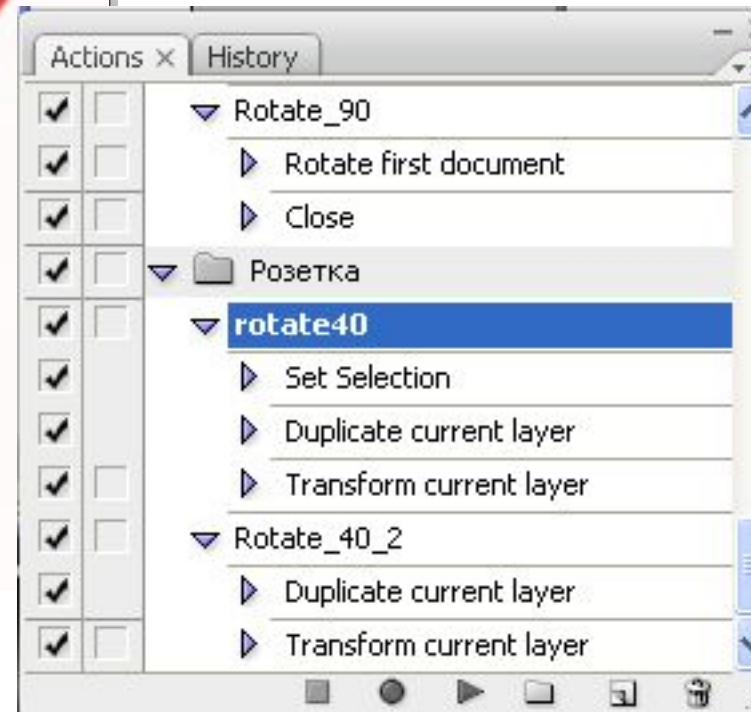 Actions × History
Rotate_90
Rotate first document
Close
Розетка
rotate40
Set Selection
Duplicate current layer
Transform current layer
Rotate_40_2
Duplicate current layer
Transform current layer